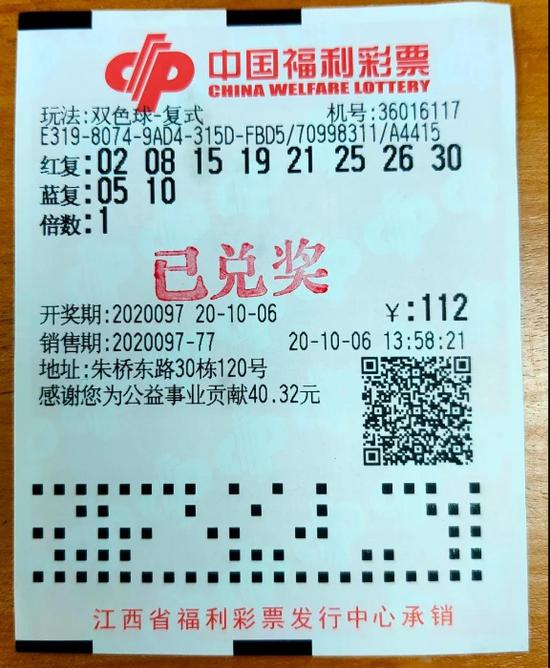 中国福利彩票
CHINA WELFARE LOTTERY
玩法:双色球-复式 机号:36016117
E319-8074-9AD4-315D-FBD5/70998311/A4415
红复:02 08 15 19 21 25 26 30
蓝复:05 10
倍数:1
已兑奖
开奖期:2020097 20-10-06 ￥:112
销售期:2020097-77 20-10-06 13:58:21
地址:朱桥东路30栋120号
感谢您为公益事业贡献40.32元
江西省福利彩票发行中心承销